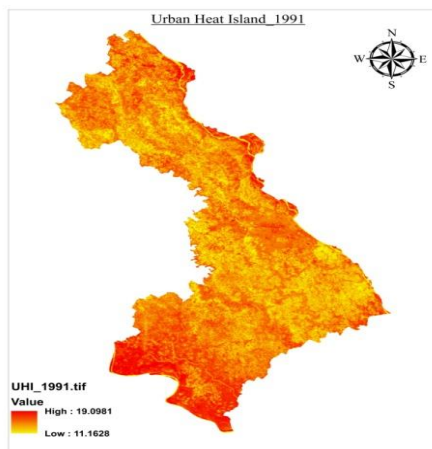 Urban Heat Island_1991
N
W E
S
UHI_1991.tif
Value
High : 19.0981
Low : 11.1628